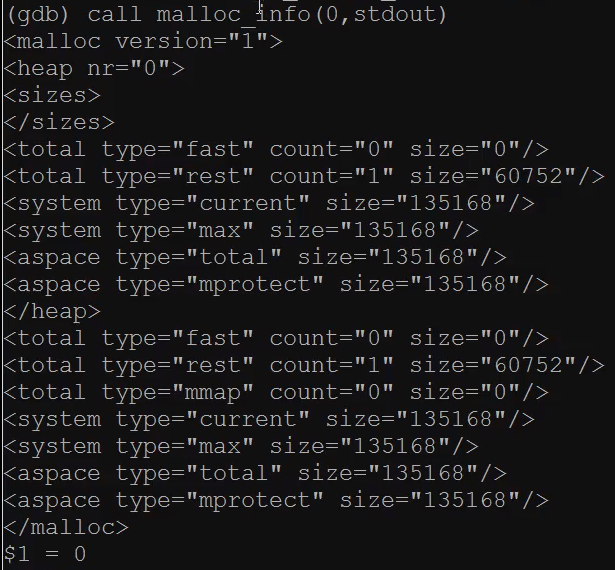 (gdb) call malloc_info(0,stdout)
<malloc version="1">
<heap nr="0">
<sizes>
</sizes>
<total type="fast" count="0" size="0"/>
<total type="rest" count="1" size="60752"/>
<system type="current" size="135168"/>
<system type="max" size="135168"/>
<aspace type="total" size="135168"/>
<aspace type="mprotect" size="135168"/>
</heap>
<total type="fast" count="0" size="0"/>
<total type="rest" count="1" size="60752"/>
<total type="mmap" count="0" size="0"/>
<system type="current" size="135168"/>
<system type="max" size="135168"/>
<aspace type="total" size="135168"/>
<aspace type="mprotect" size="135168"/>
</malloc>
$1 = 0